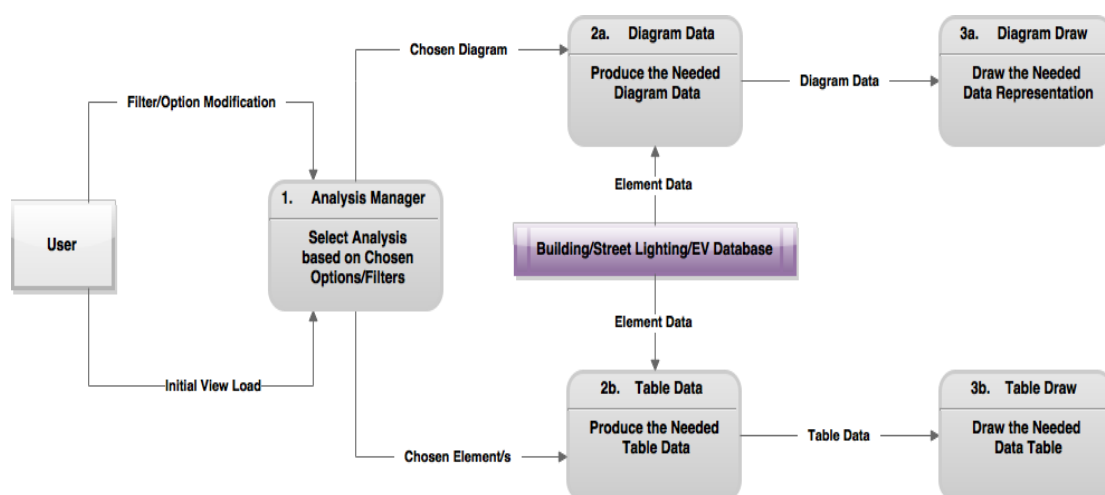 2a. Diagram Data
3a. Diagram Draw
Chosen Diagram
Produce the Needed
Diagram Data
Diagram Data
Draw the Needed
Data Representation
Filter/Option Modification
Element Data
1. Analysis Manager
User
Select Analysis
based on Chosen
Options/Filters
Building/Street Lighting/EV Database
Element Data
Initial View Load
2b. Table Data
3b. Table Draw
Produce the Needed
Table Data
Table Data
Draw the Needed
Data Table
Chosen Element/s